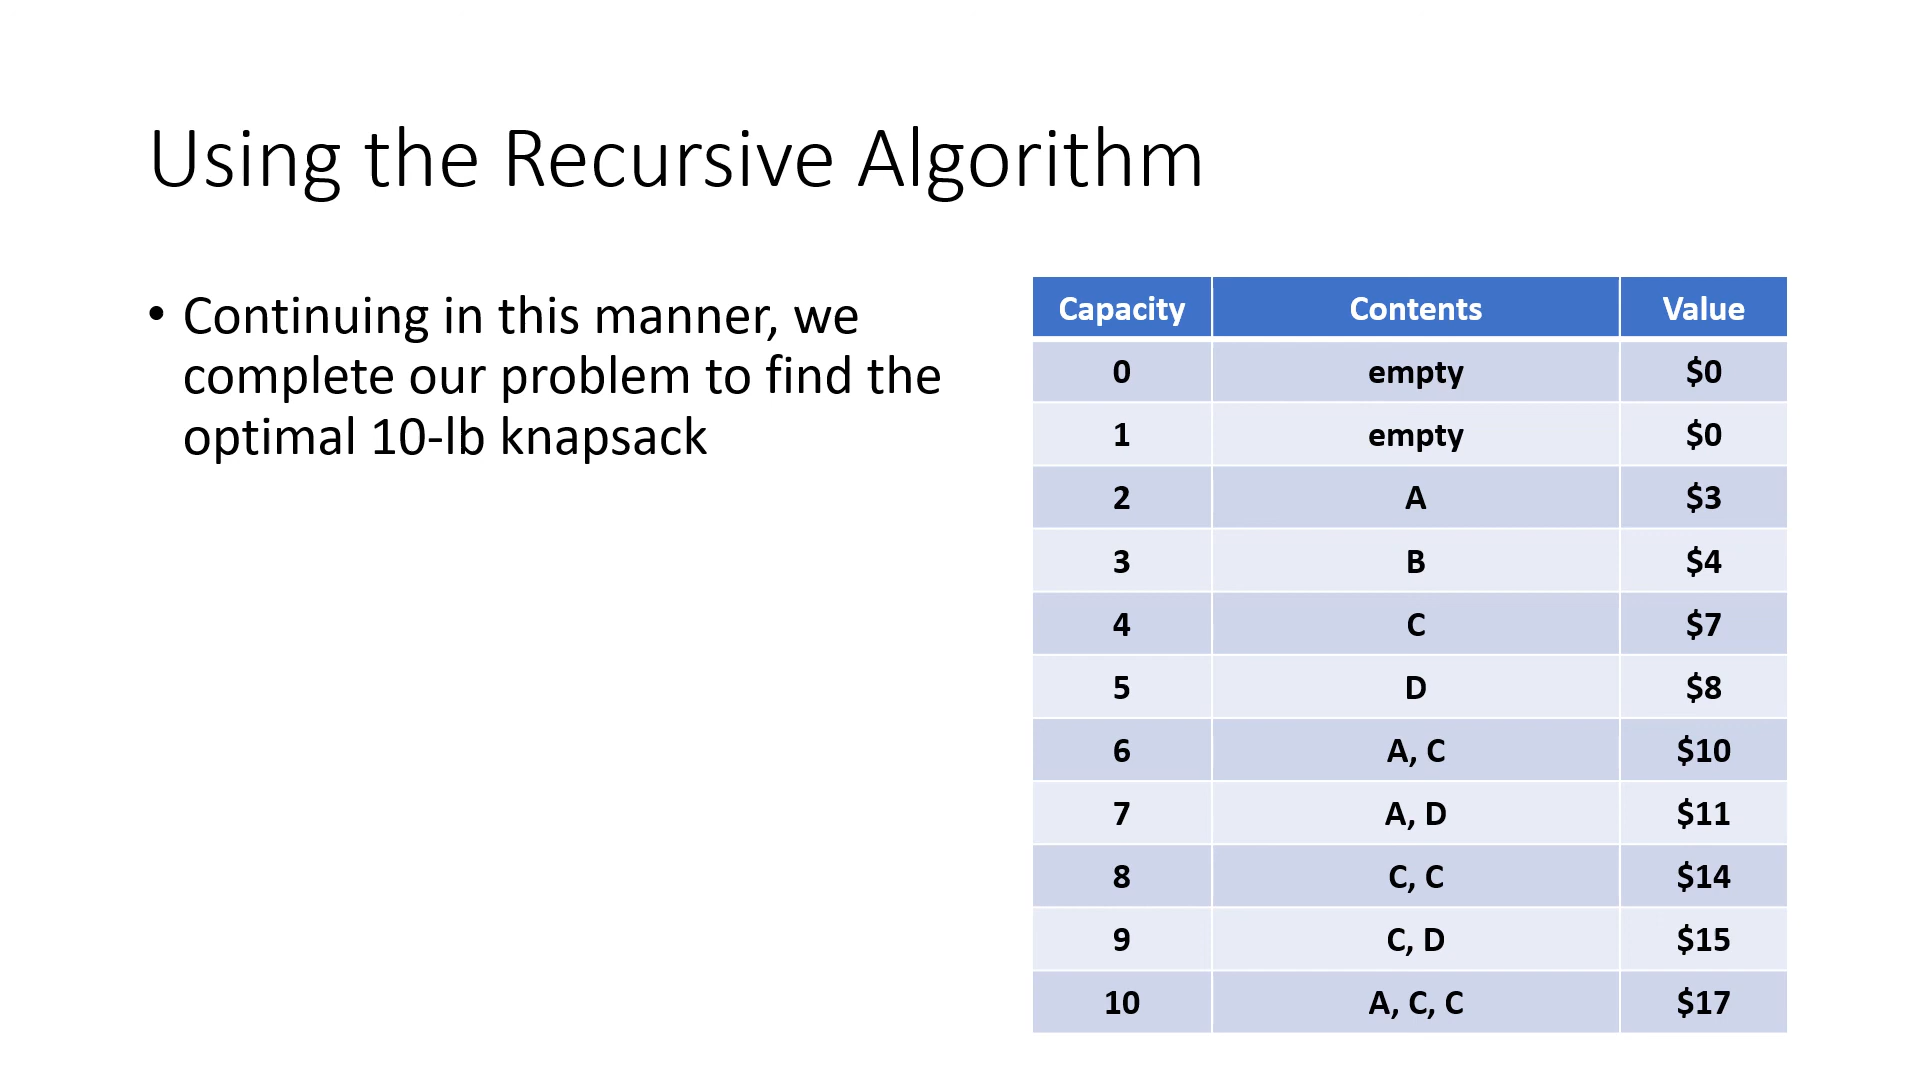 Using the Recursive Algorithm
• Continuing in this manner, we
complete our problem to find the
optimal 10-lb knapsack
Capacity Contents Value
0 empty $0
1 empty $0
2 A $3
3 B $4
4 C $7
5 D $8
6 A, C $10
7 A, D $11
8 C, C $14
9 C, D $15
10 A, C, C $17